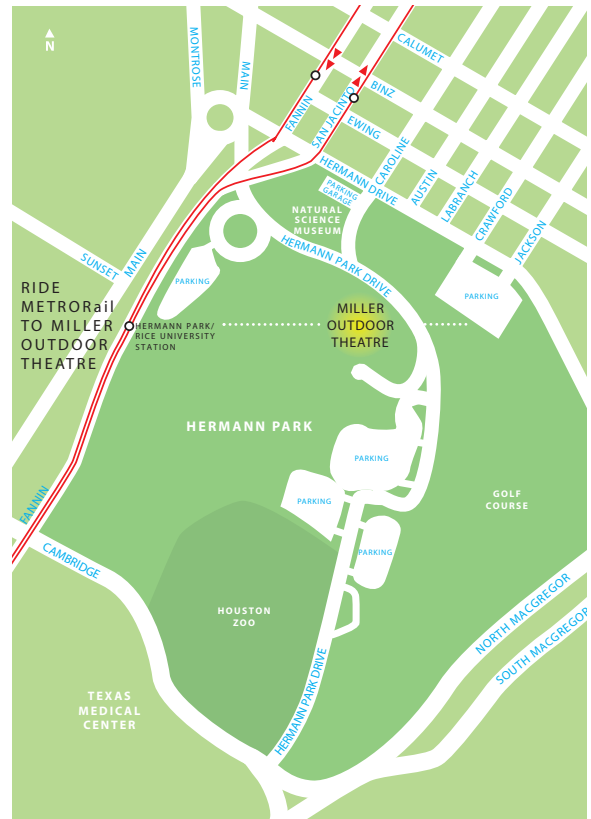 N
MONTROSE
MAIN
FANNIN
SAN JACINTO
CALUMET
BINZ
EWING
HERMANN DRIVE
CAROLINE
AUSTIN
LABRANCH
CRAWFORD
JACKSON
PARKING
GARAGE
NATURAL
SCIENCE
MUSEUM
HERMANN PARK DRIVE
SUNSET
MAIN
PARKING
PARKING
RIDE
METRORail
TO MILLER
OUTDOOR
THEATRE
HERMANN PARK/
RICE UNIVERSITY
STATION
MILLER
OUTDOOR
THEATRE
HERMANN PARK
PARKING
PARKING
PARKING
GOLF
COURSE
FANNIN
CAMBRIDGE
HOUSTON
ZOO
NORTH MACGREGOR
SOUTH MACGREGOR
HERMANN PARK DRIVE
TEXAS
MEDICAL
CENTER